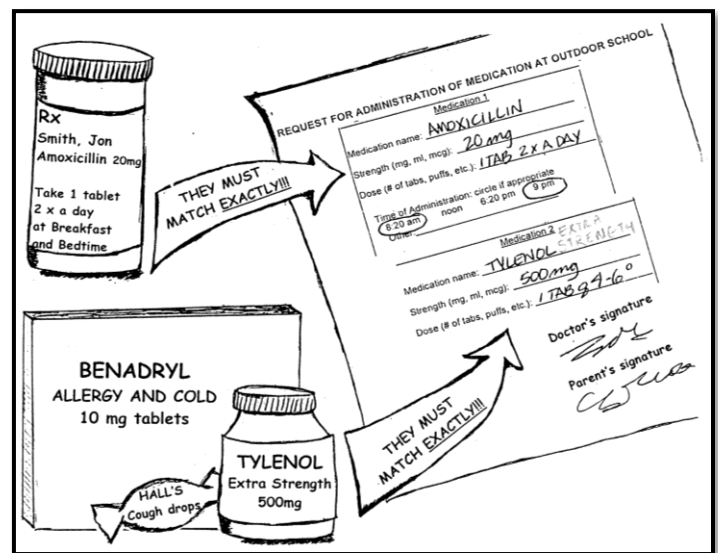 Rx
Smith, Jon
Amoxicillin 20mg
Take 1 tablet
2 x a day
at Breakfast
and Bedtime
THEY MUST
MATCH EXACTLY!!!
REQUEST FOR ADMINISTRATION OF MEDICATION AT OUTDOOR SCHOOL
Medication 1
Medication name: AMOXICILLIN
Strength (mg, ml, mcg): 20 mg
Dose (# of tabs, puffs, etc.): 1 TAB 2 x A DAY
Time of Administration: circle if appropriate
8:20 am noon 6:20 pm 9 pm
Other
Medication 2
Medication name: TYLENOL EXTRA STRENGTH
Strength (mg, ml, mcg): 500 mg
Dose (# of tabs, puffs, etc.): 1 TAB q 4-6°
Doctor's signature
Parent's signature
BENADRYL
ALLERGY AND COLD
10 mg tablets
HALL'S
Cough drops
TYLENOL
Extra Strength
500mg
THEY MUST
MATCH EXACTLY!!!